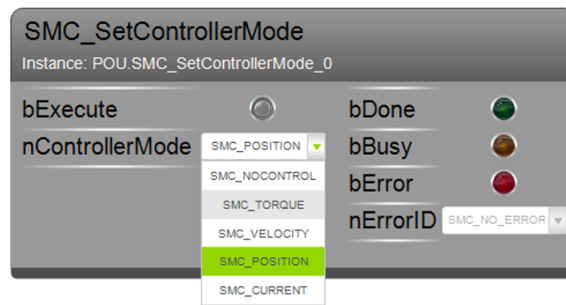 SMC_SetControllerMode
Instance: POU.SMC_SetControllerMode_0
bExecute
bDone
nControllerMode
SMC_POSITION
bBusy
SMC_NOCONTROL
bError
SMC_TORQUE
nErrorID
SMC_NO_ERROR
SMC_VELOCITY
SMC_POSITION
SMC_CURRENT